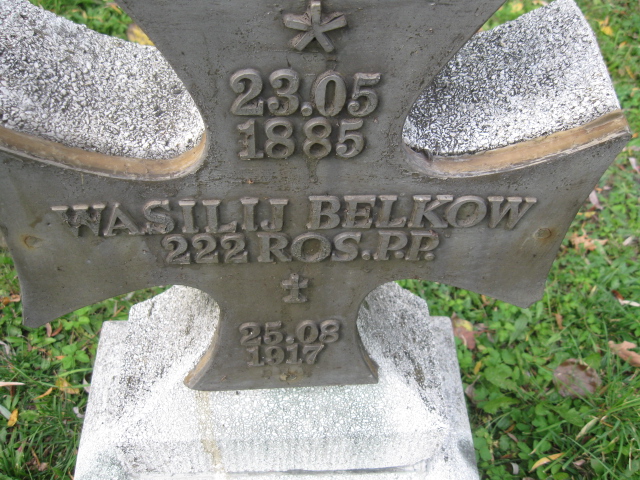 23.05
1885
WASILIJ BELKOW
222 ROS.P.P.
25.08
1917